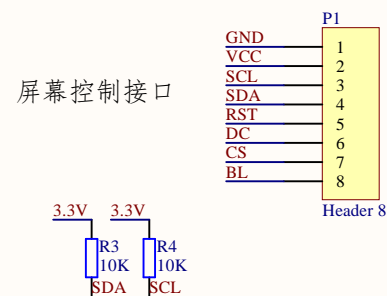 P1
屏幕控制接口
GND 1
VCC 2
SCL 3
SDA 4
RST 5
DC 6
CS 7
BL 8
Header 8
3.3V 3.3V
R3 R4
10K 10K
SDA SCL